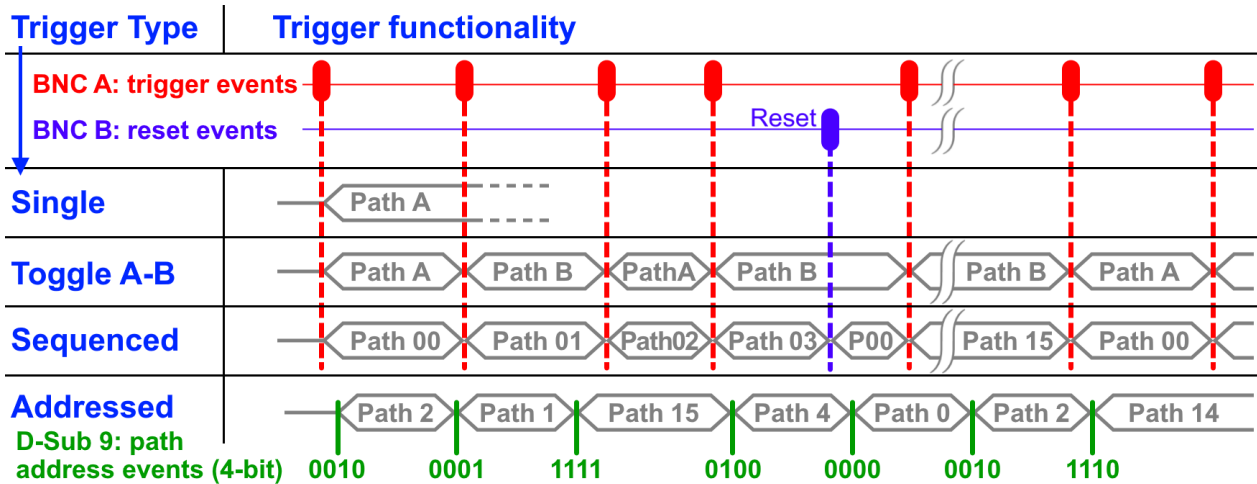 Trigger Type Trigger functionality
BNC A: trigger events
BNC B: reset events Reset
Single Path A
Toggle A-B Path A Path B PathA Path B Path B Path A
Sequenced Path 00 Path 01 Path02 Path 03 P00 Path 15 Path 00
Addressed Path 2 Path 1 Path 15 Path 4 Path 0 Path 2 Path 14
D-Sub 9: path
address events (4-bit) 0010 0001 1111 0100 0000 0010 1110